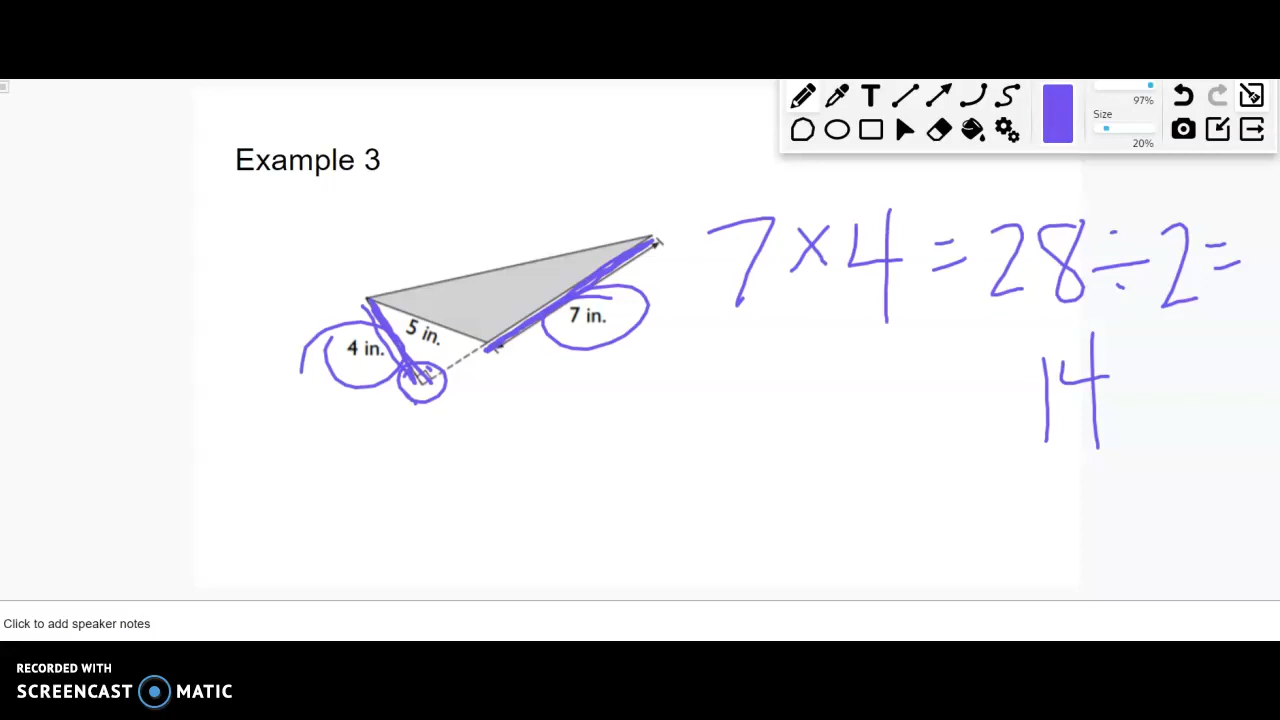 97%
Size
20%
Example 3
7 × 4 = 28 ÷ 2 =
14
5 in.
7 in.
4 in.
Click to add speaker notes
RECORDED WITH
SCREENCAST MATIC